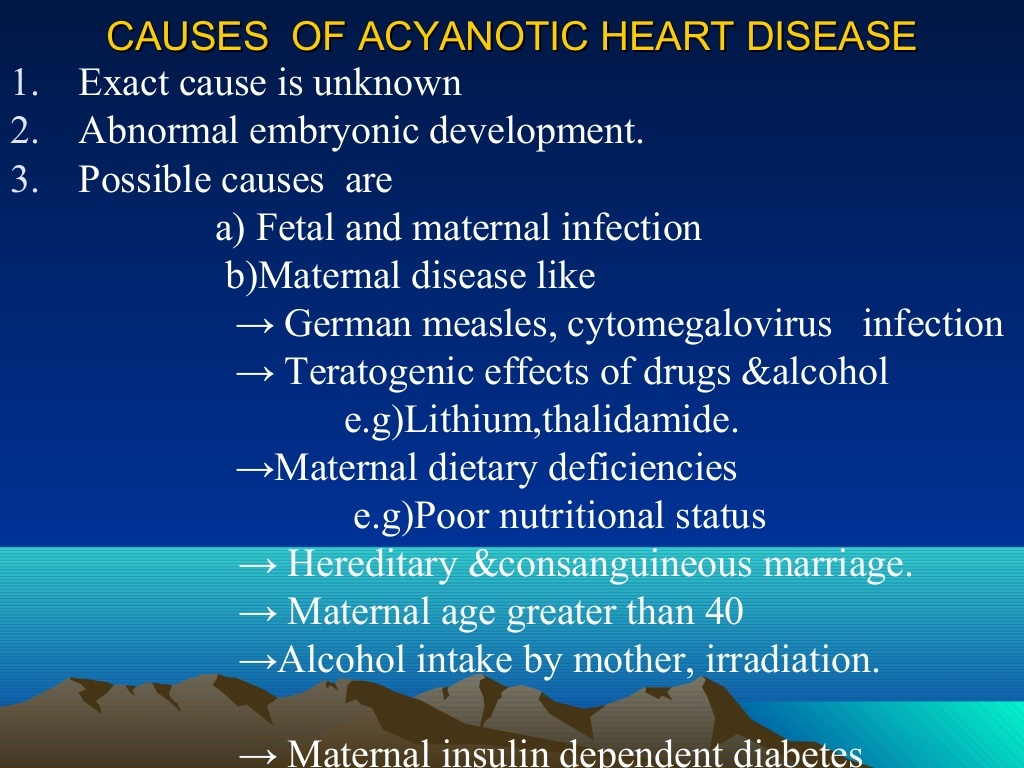 CAUSES OF ACYANOTIC HEART DISEASE
1. Exact cause is unknown
2. Abnormal embryonic development.
3. Possible causes are
a) Fetal and maternal infection
b)Maternal disease like
→ German measles, cytomegalovirus infection
→ Teratogenic effects of drugs &alcohol
e.g)Lithium,thalidamide.
→Maternal dietary deficiencies
e.g)Poor nutritional status
→ Hereditary &consanguineous marriage.
→ Maternal age greater than 40
→Alcohol intake by mother, irradiation.
→ Maternal insulin dependent diabetes